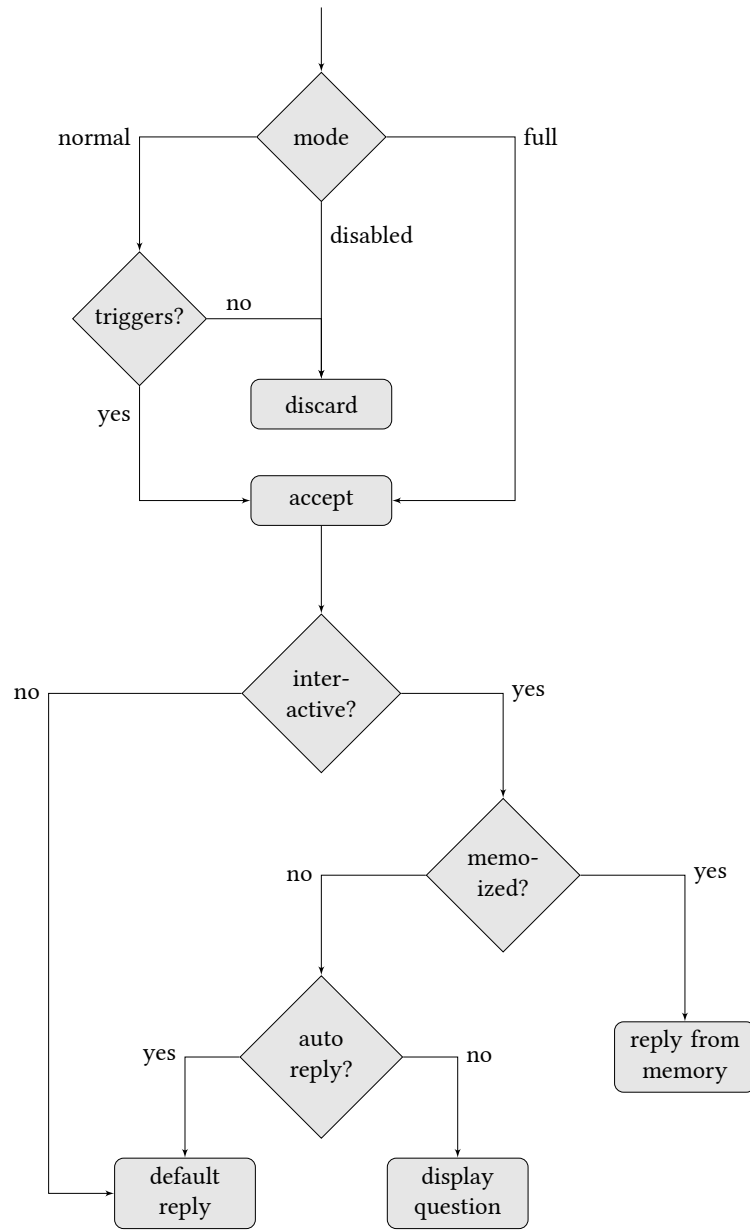 mode
normal
full
disabled
triggers?
no
discard
yes
accept
inter-
active?
no
yes
memo-
ized?
no
yes
auto
reply?
yes
no
reply from
memory
default
reply
display
question